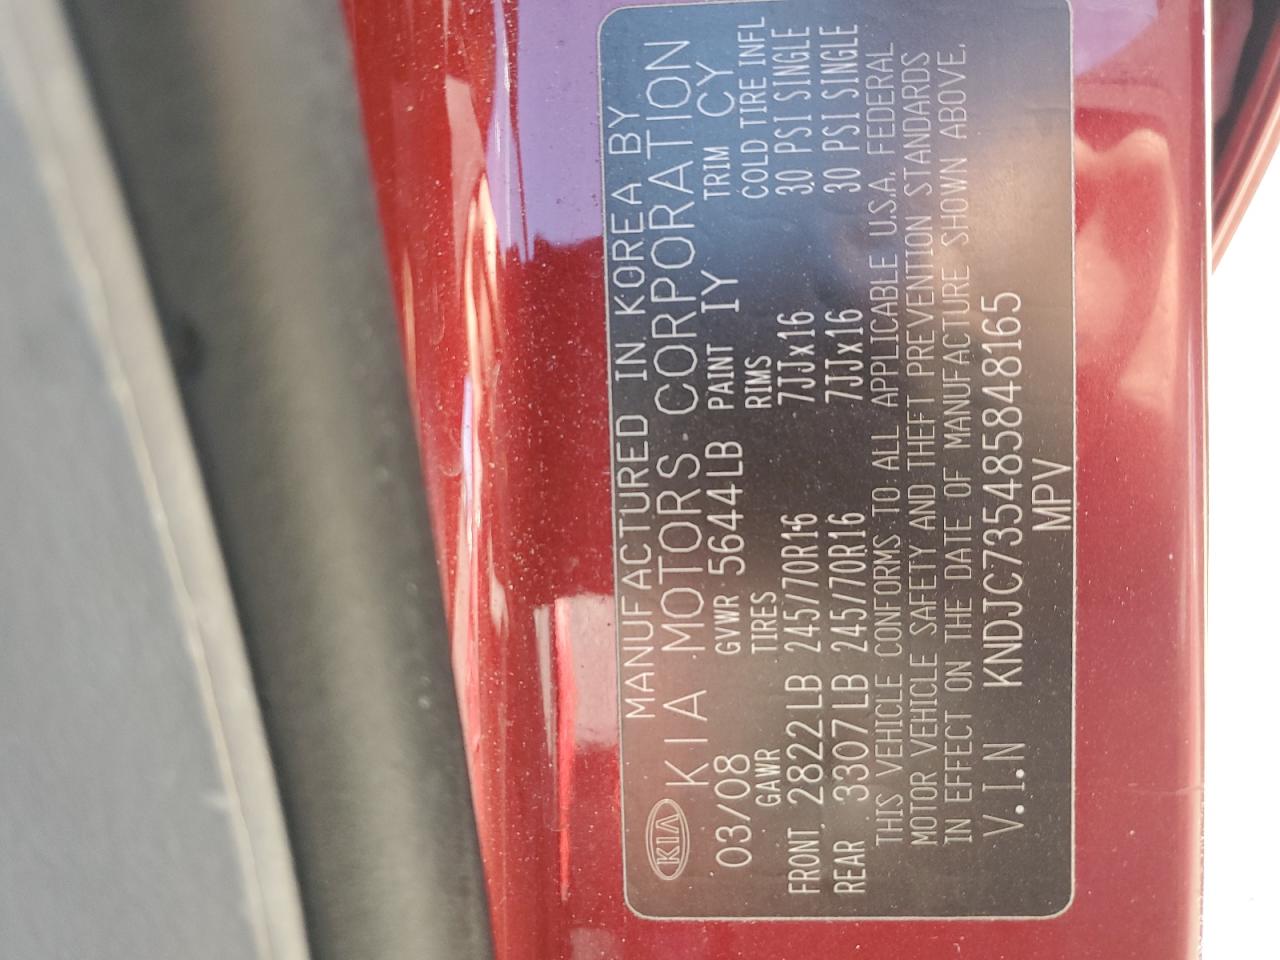 KIA
MANUFACTURED IN KOREA BY
KIA MOTORS CORPORATION
03/08 GVWR 5644LB PAINT IY TRIM CY
GAWR TIRES RIMS COLD TIRE INFL
FRONT 2822LB 245/70R16 7JJx16 30 PSI SINGLE
REAR 3307LB 245/70R16 7JJx16 30 PSI SINGLE
THIS VEHICLE CONFORMS TO ALL APPLICABLE U.S.A. FEDERAL
MOTOR VEHICLE SAFETY AND THEFT PREVENTION STANDARDS
IN EFFECT ON THE DATE OF MANUFACTURE SHOWN ABOVE.
V.I.N KNDJC735485848165
MPV